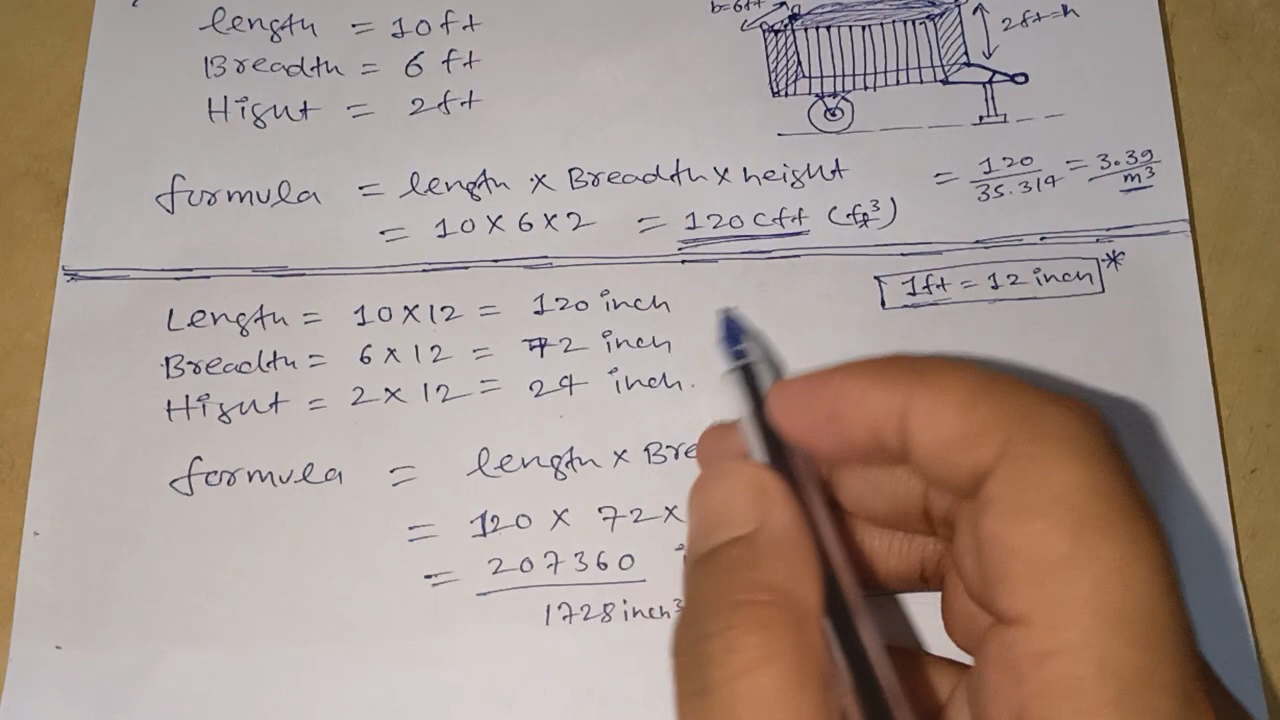 b=6ft
2ft=h
length = 10ft
Breadth = 6 ft
Hignt = 2ft
formula = length × Breadth × height
= 10 × 6 × 2 = 120 cft (ft³)
= 120/35.314 = 3.39/m³
1ft = 12 inch *
Length = 10×12 = 120 inch
Breadth = 6 × 12 = 72 inch
Hignt = 2 × 12 = 24 inch.
formula = length × Bre
= 120 × 72 ×
= 207360
1728 inch³